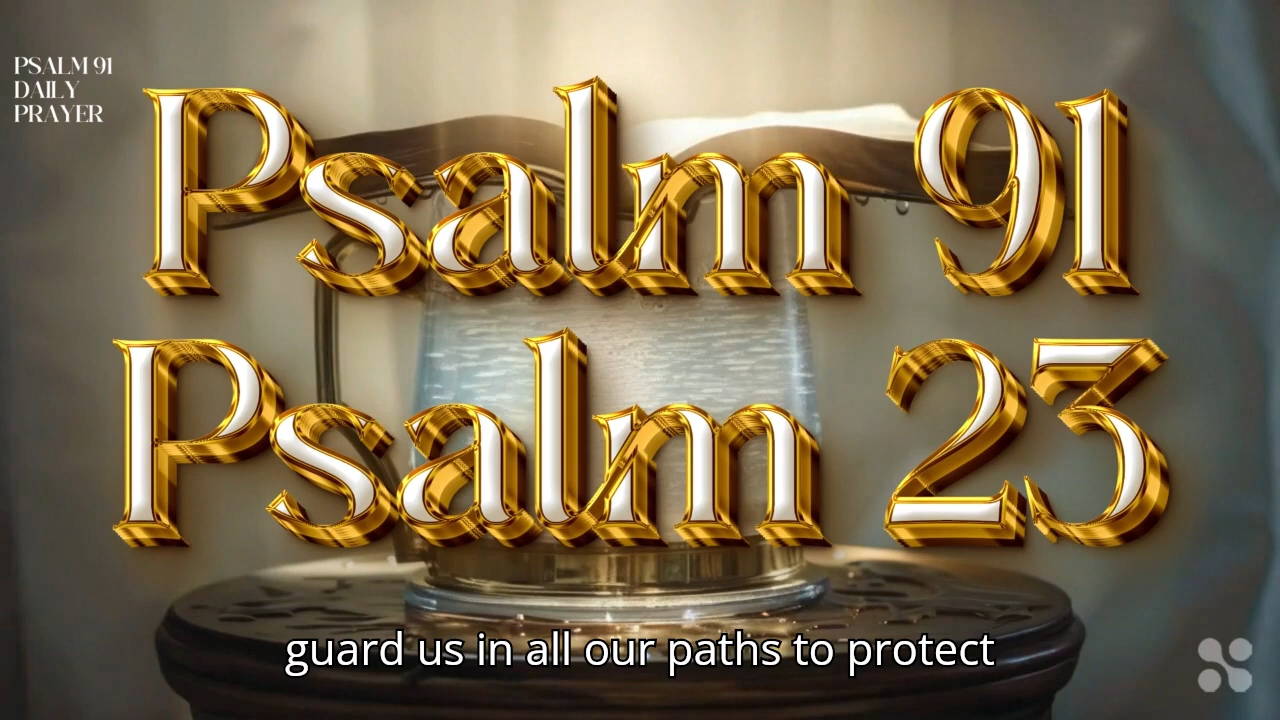 PSALM 91
DAILY
PRAYER
Psalm 91
Psalm 23
guard us in all our paths to protect